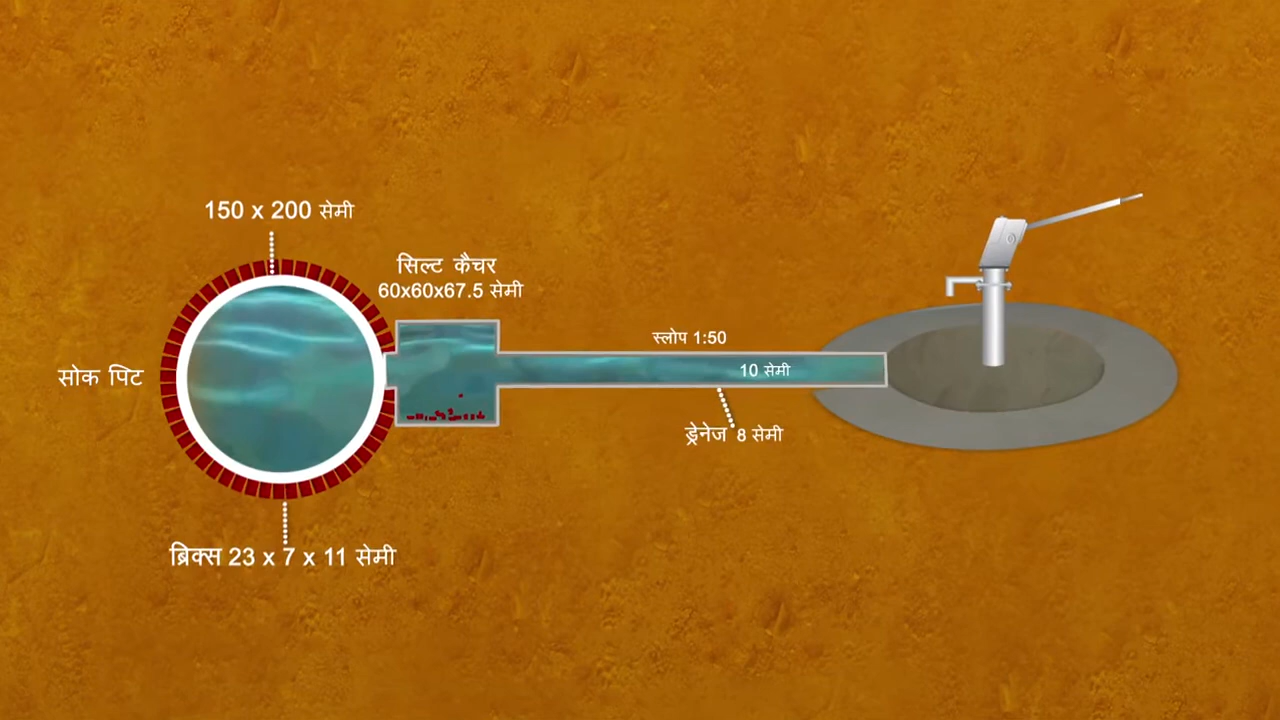 150 x 200 सेमी
सिल्ट कैचर
60x60x67.5 सेमी
स्लोप 1:50
10 सेमी
सोक पिट
ड्रेनेज 8 सेमी
ब्रिक्स 23 x 7 x 11 सेमी